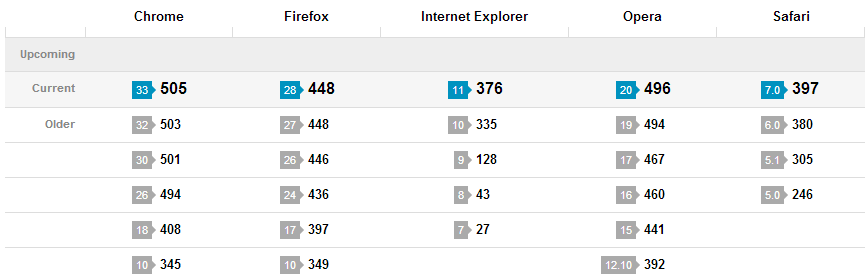 Chrome Firefox Internet Explorer Opera Safari
Upcoming
Current 33 505 28 448 11 376 20 496 7.0 397
Older 32 503 27 448 10 335 19 494 6.0 380
30 501 26 446 9 128 17 467 5.1 305
26 494 24 436 8 43 16 460 5.0 246
18 408 17 397 7 27 15 441
10 345 10 349 12.10 392